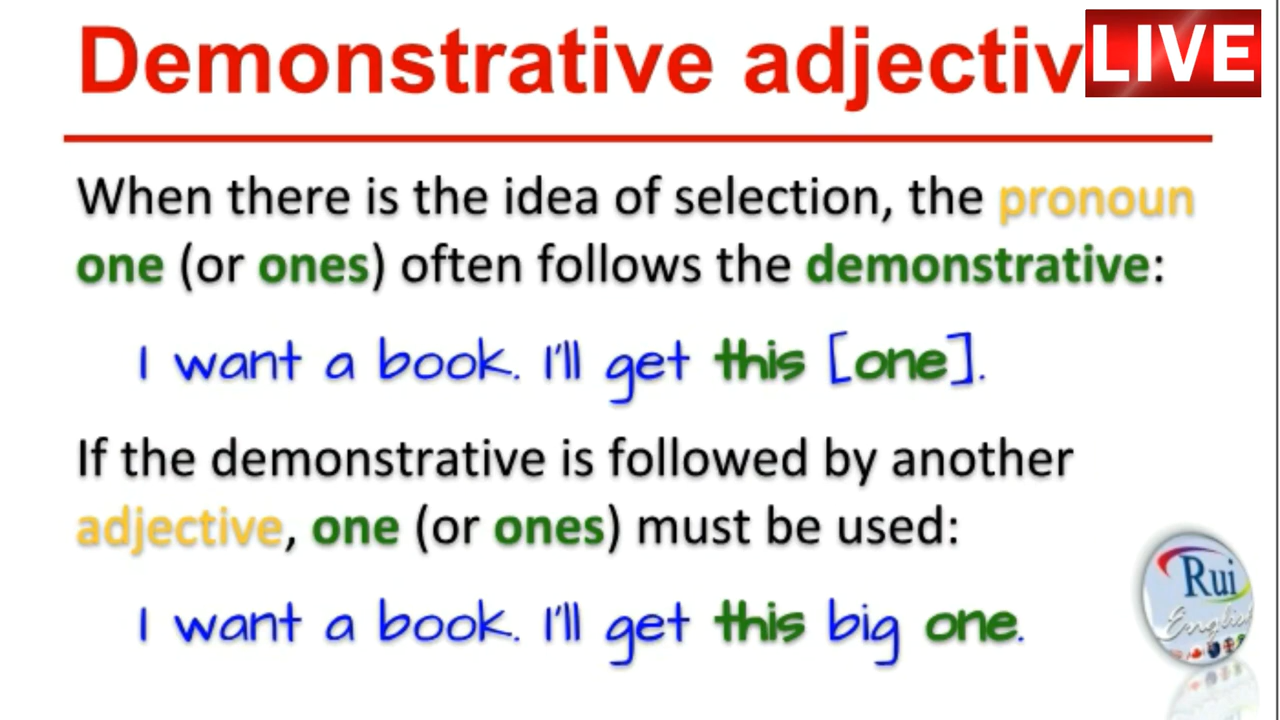 Demonstrative adjectiv
LIVE
When there is the idea of selection, the pronoun
one (or ones) often follows the demonstrative:
I want a book. I'll get this [one].
If the demonstrative is followed by another
adjective, one (or ones) must be used:
I want a book. I'll get this big one.
Rui
English